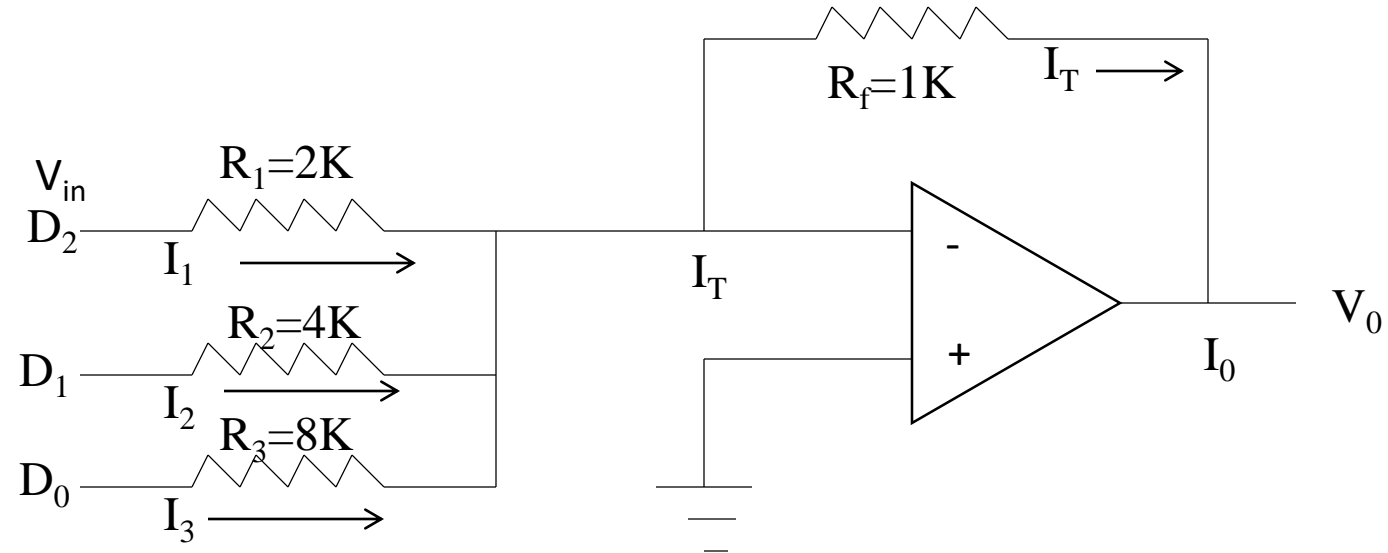 R_f=1K
I_T
V_in
R_1=2K
D_2
I_1
-
I_T
R_2=4K
V_0
D_1
I_2
+
I_0
R_3=8K
D_0
I_3